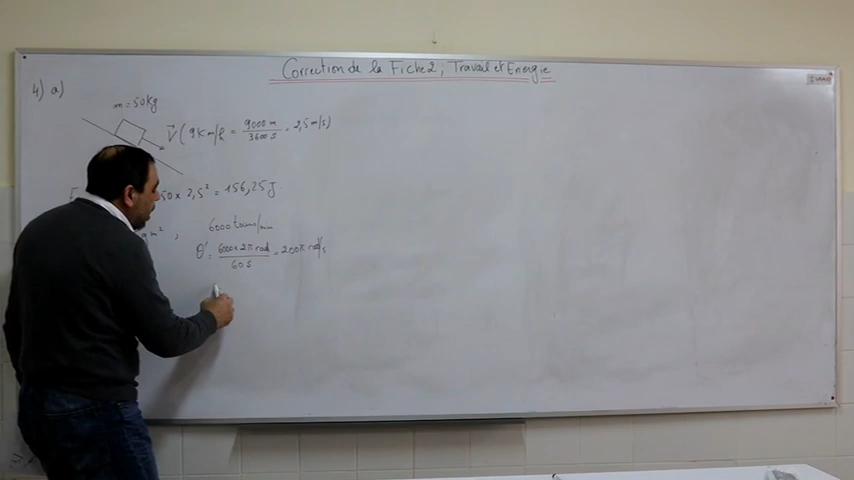 Correction de la Fiche 2 ; Travail et Energie
4) a)
m = 50 Kg
V⃗ ( 9 Km/h = 9000 m / 3600 s = 2,5 m/s )
50 x 2,5² = 156,25 J.
m² , 6000 tours/min
θ' = 6000 x 2π rad / 60 s = 200π rad/s